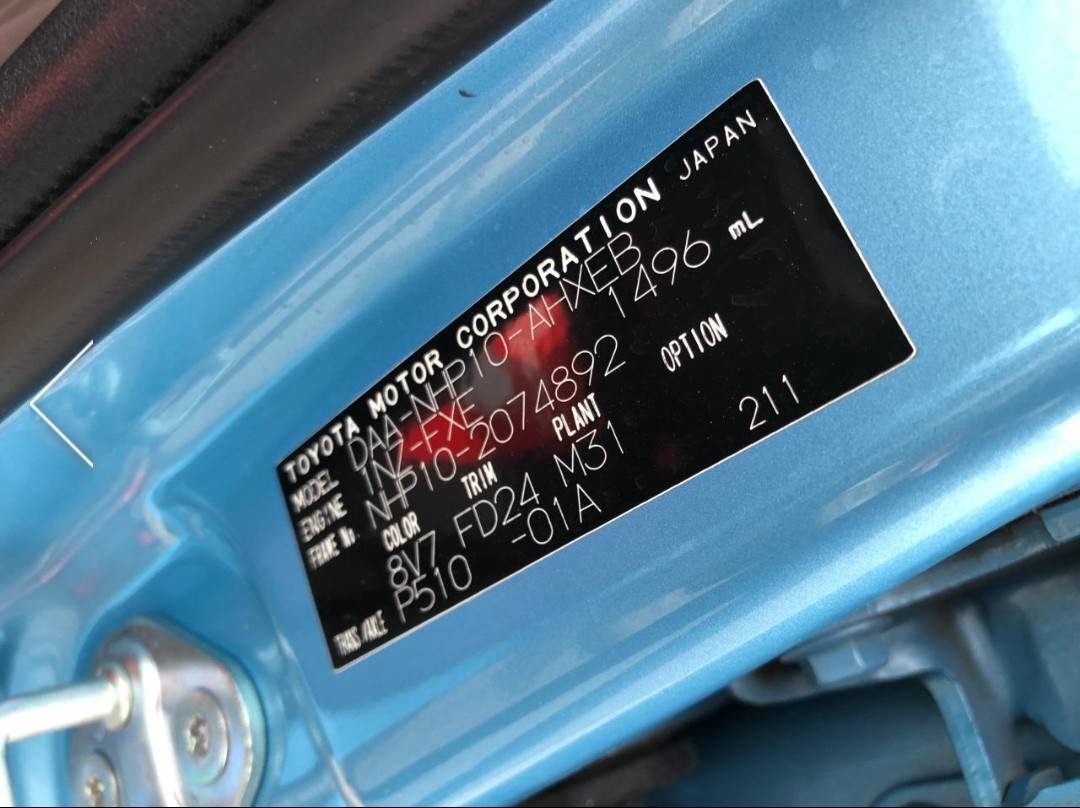 TOYOTA MOTOR CORPORATION JAPAN
MODEL DAA-NHP10-AHXEB
ENGINE 1NZ-FXE 1496 mL
FRAME No. NHP10-2074892
COLOR TRIM PLANT OPTION
8V7 FD24 M31 211
TRANS/AXLE P510 -01A